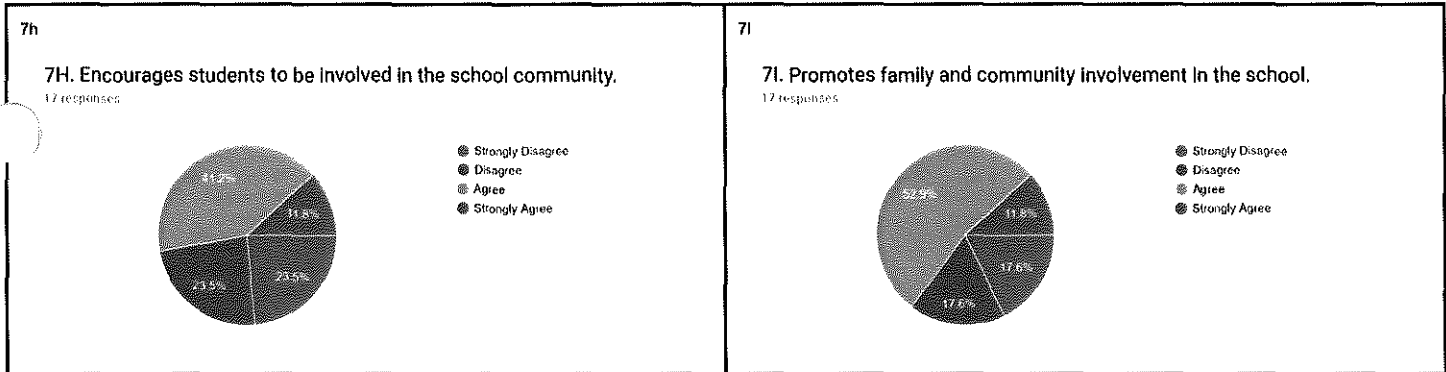 7h
7H. Encourages students to be involved in the school community.
17 responses
41.2%
11.8%
23.5%
23.5%
Strongly Disagree
Disagree
Agree
Strongly Agree
7I
7I. Promotes family and community involvement in the school.
17 responses
52.9%
11.8%
17.6%
17.6%
Strongly Disagree
Disagree
Agree
Strongly Agree